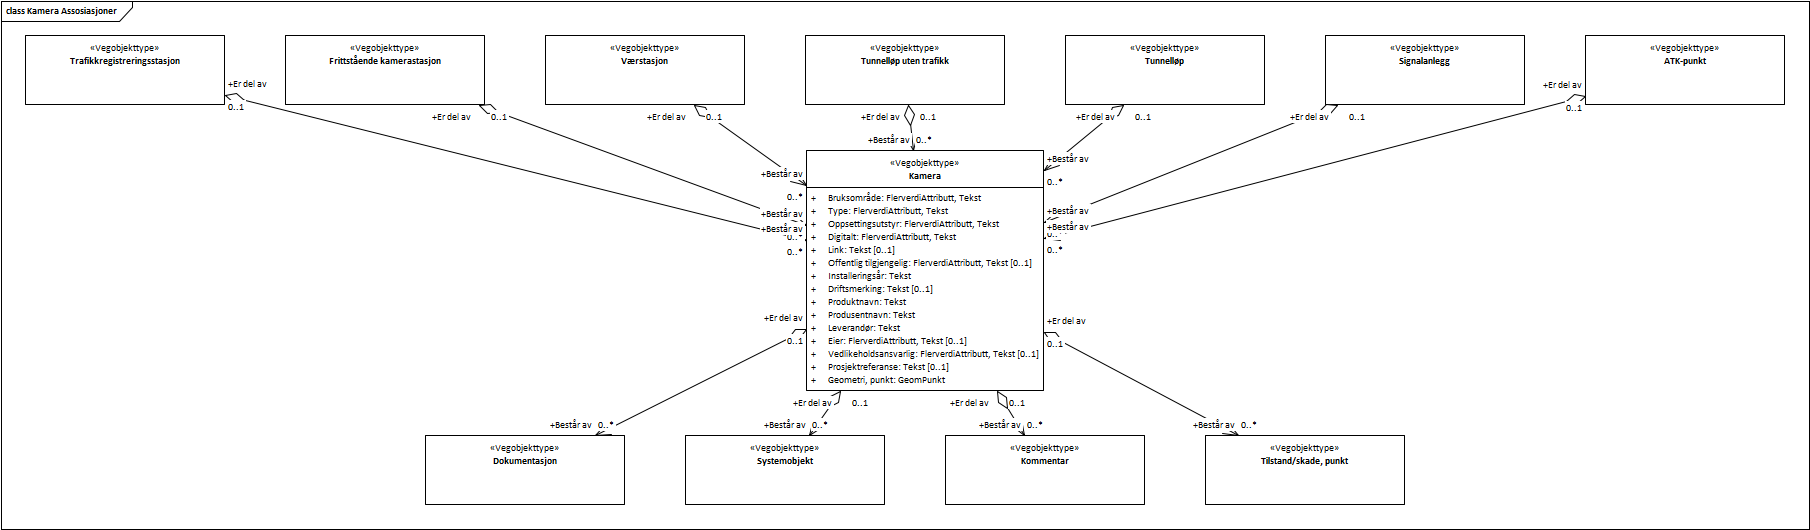 class Kamera Assosiasjoner
«Vegobjekttype»
Trafikkregistreringsstasjon
«Vegobjekttype»
Frittstående kamerastasjon
«Vegobjekttype»
Værstasjon
«Vegobjekttype»
Tunnelløp uten trafikk
«Vegobjekttype»
Tunnelløp
«Vegobjekttype»
Signalanlegg
«Vegobjekttype»
ATK-punkt
+Er del av
0..1
+Er del av
0..1
+Er del av
0..1
+Er del av
0..1
+Er del av
0..1
+Er del av
0..1
+Er del av
0..1
+Består av
0..*
+Består av
0..*
+Består av
0..*
+Består av
0..*
+Består av
0..*
+Består av
0..
+Består av
0..*
«Vegobjekttype»
Kamera
+ Bruksområde: FlerverdiAttributt, Tekst
+ Type: FlerverdiAttributt, Tekst
+ Oppsettingsutstyr: FlerverdiAttributt, Tekst
+ Digitalt: FlerverdiAttributt, Tekst
+ Link: Tekst [0..1]
+ Offentlig tilgjengelig: FlerverdiAttributt, Tekst [0..1]
+ Installeringsår: Tekst
+ Driftsmerking: Tekst [0..1]
+ Produktnavn: Tekst
+ Produsentnavn: Tekst
+ Leverandør: Tekst
+ Eier: FlerverdiAttributt, Tekst [0..1]
+ Vedlikeholdsansvarlig: FlerverdiAttributt, Tekst [0..1]
+ Prosjektreferanse: Tekst [0..1]
+ Geometri, punkt: GeomPunkt
+Er del av
0..1
+Er del av
0..1
+Er del av
0..1
+Er del av
0..1
+Består av 0..*
+Består av 0..*
+Består av 0..*
+Består av 0..*
«Vegobjekttype»
Dokumentasjon
«Vegobjekttype»
Systemobjekt
«Vegobjekttype»
Kommentar
«Vegobjekttype»
Tilstand/skade, punkt